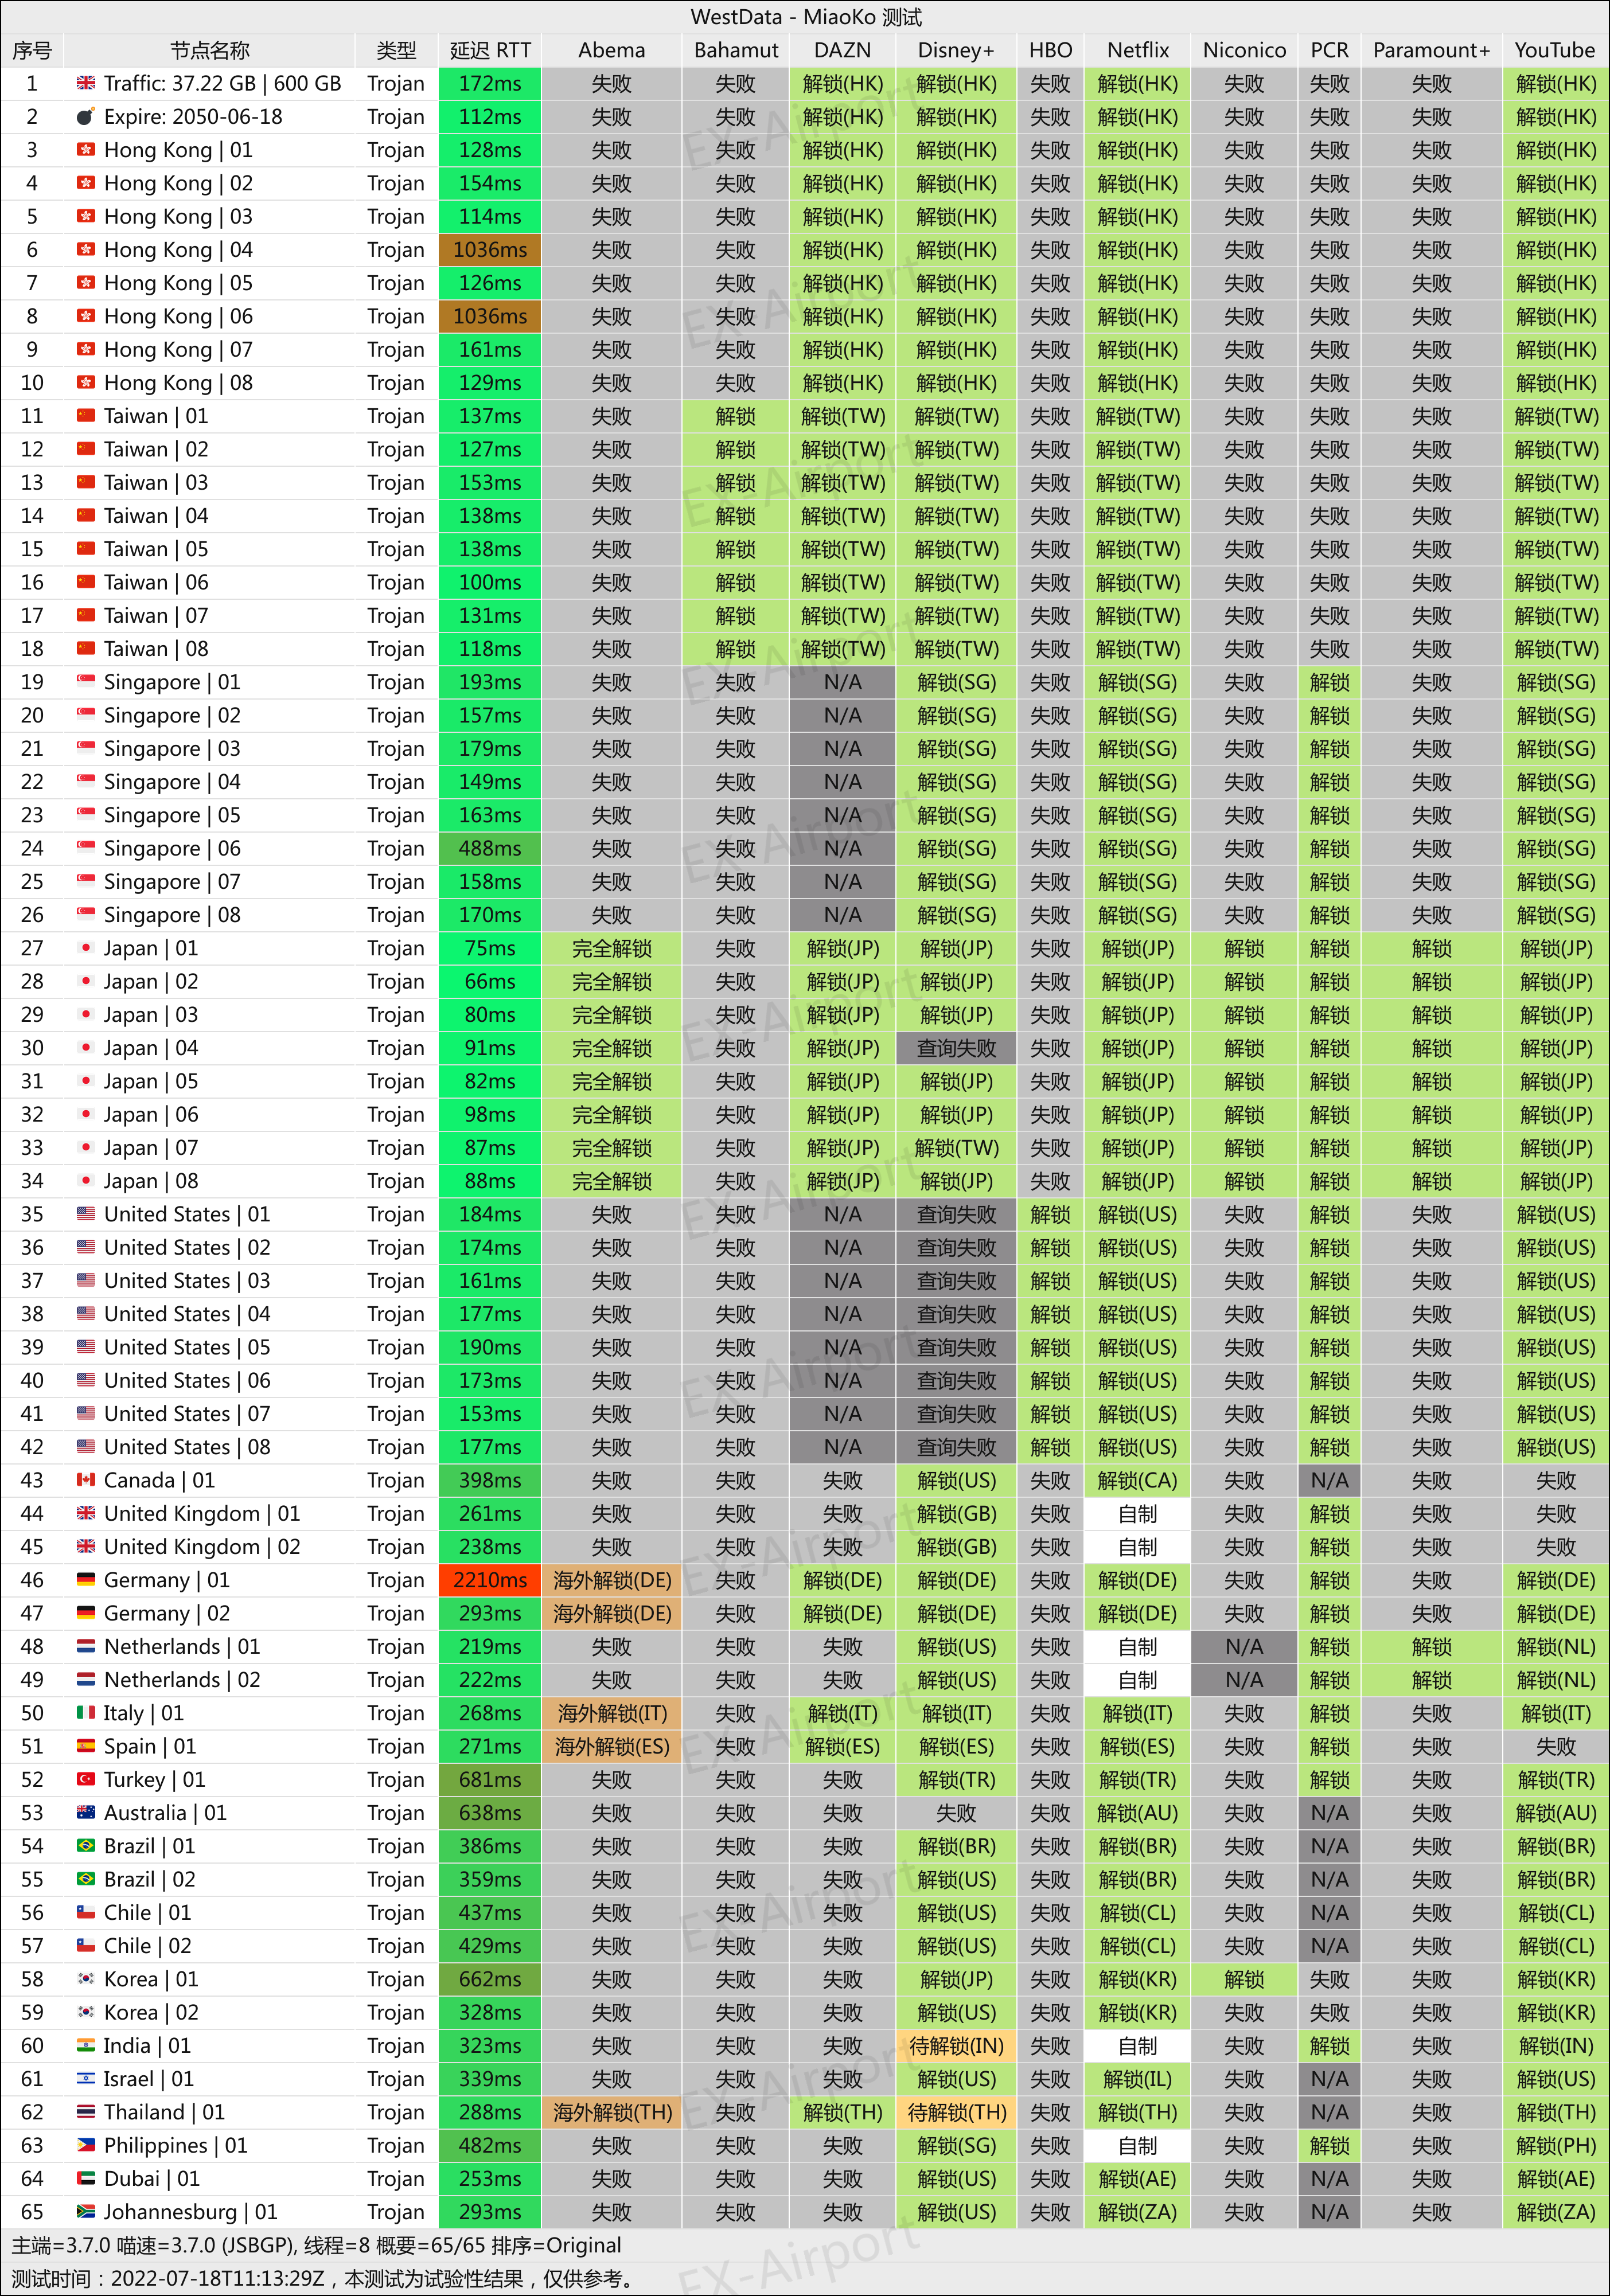 WestData - MiaoKo 测试
序号 节点名称 类型 延迟 RTT Abema Bahamut DAZN Disney+ HBO Netflix Niconico PCR Paramount+ YouTube
1 Traffic: 37.22 GB | 600 GB Trojan 172ms 失败 失败 解锁(HK) 解锁(HK) 失败 解锁(HK) 失败 失败 失败 解锁(HK)
2 Expire: 2050-06-18 Trojan 112ms 失败 失败 解锁(HK) 解锁(HK) 失败 解锁(HK) 失败 失败 失败 解锁(HK)
3 Hong Kong | 01 Trojan 128ms 失败 失败 解锁(HK) 解锁(HK) 失败 解锁(HK) 失败 失败 失败 解锁(HK)
4 Hong Kong | 02 Trojan 154ms 失败 失败 解锁(HK) 解锁(HK) 失败 解锁(HK) 失败 失败 失败 解锁(HK)
5 Hong Kong | 03 Trojan 114ms 失败 失败 解锁(HK) 解锁(HK) 失败 解锁(HK) 失败 失败 失败 解锁(HK)
6 Hong Kong | 04 Trojan 1036ms 失败 失败 解锁(HK) 解锁(HK) 失败 解锁(HK) 失败 失败 失败 解锁(HK)
7 Hong Kong | 05 Trojan 126ms 失败 失败 解锁(HK) 解锁(HK) 失败 解锁(HK) 失败 失败 失败 解锁(HK)
8 Hong Kong | 06 Trojan 1036ms 失败 失败 解锁(HK) 解锁(HK) 失败 解锁(HK) 失败 失败 失败 解锁(HK)
9 Hong Kong | 07 Trojan 161ms 失败 失败 解锁(HK) 解锁(HK) 失败 解锁(HK) 失败 失败 失败 解锁(HK)
10 Hong Kong | 08 Trojan 129ms 失败 失败 解锁(HK) 解锁(HK) 失败 解锁(HK) 失败 失败 失败 解锁(HK)
11 Taiwan | 01 Trojan 137ms 失败 解锁 解锁(TW) 解锁(TW) 失败 解锁(TW) 失败 失败 失败 解锁(TW)
12 Taiwan | 02 Trojan 127ms 失败 解锁 解锁(TW) 解锁(TW) 失败 解锁(TW) 失败 失败 失败 解锁(TW)
13 Taiwan | 03 Trojan 153ms 失败 解锁 解锁(TW) 解锁(TW) 失败 解锁(TW) 失败 失败 失败 解锁(TW)
14 Taiwan | 04 Trojan 138ms 失败 解锁 解锁(TW) 解锁(TW) 失败 解锁(TW) 失败 失败 失败 解锁(TW)
15 Taiwan | 05 Trojan 138ms 失败 解锁 解锁(TW) 解锁(TW) 失败 解锁(TW) 失败 失败 失败 解锁(TW)
16 Taiwan | 06 Trojan 100ms 失败 解锁 解锁(TW) 解锁(TW) 失败 解锁(TW) 失败 失败 失败 解锁(TW)
17 Taiwan | 07 Trojan 131ms 失败 解锁 解锁(TW) 解锁(TW) 失败 解锁(TW) 失败 失败 失败 解锁(TW)
18 Taiwan | 08 Trojan 118ms 失败 解锁 解锁(TW) 解锁(TW) 失败 解锁(TW) 失败 失败 失败 解锁(TW)
19 Singapore | 01 Trojan 193ms 失败 失败 N/A 解锁(SG) 失败 解锁(SG) 失败 解锁 失败 解锁(SG)
20 Singapore | 02 Trojan 157ms 失败 失败 N/A 解锁(SG) 失败 解锁(SG) 失败 解锁 失败 解锁(SG)
21 Singapore | 03 Trojan 179ms 失败 失败 N/A 解锁(SG) 失败 解锁(SG) 失败 解锁 失败 解锁(SG)
22 Singapore | 04 Trojan 149ms 失败 失败 N/A 解锁(SG) 失败 解锁(SG) 失败 解锁 失败 解锁(SG)
23 Singapore | 05 Trojan 163ms 失败 失败 N/A 解锁(SG) 失败 解锁(SG) 失败 解锁 失败 解锁(SG)
24 Singapore | 06 Trojan 488ms 失败 失败 N/A 解锁(SG) 失败 解锁(SG) 失败 解锁 失败 解锁(SG)
25 Singapore | 07 Trojan 158ms 失败 失败 N/A 解锁(SG) 失败 解锁(SG) 失败 解锁 失败 解锁(SG)
26 Singapore | 08 Trojan 170ms 失败 失败 N/A 解锁(SG) 失败 解锁(SG) 失败 解锁 失败 解锁(SG)
27 Japan | 01 Trojan 75ms 完全解锁 失败 解锁(JP) 解锁(JP) 失败 解锁(JP) 解锁 解锁 解锁 解锁(JP)
28 Japan | 02 Trojan 66ms 完全解锁 失败 解锁(JP) 解锁(JP) 失败 解锁(JP) 解锁 解锁 解锁 解锁(JP)
29 Japan | 03 Trojan 80ms 完全解锁 失败 解锁(JP) 解锁(JP) 失败 解锁(JP) 解锁 解锁 解锁 解锁(JP)
30 Japan | 04 Trojan 91ms 完全解锁 失败 解锁(JP) 查询失败 失败 解锁(JP) 解锁 解锁 解锁 解锁(JP)
31 Japan | 05 Trojan 82ms 完全解锁 失败 解锁(JP) 解锁(JP) 失败 解锁(JP) 解锁 解锁 解锁 解锁(JP)
32 Japan | 06 Trojan 98ms 完全解锁 失败 解锁(JP) 解锁(JP) 失败 解锁(JP) 解锁 解锁 解锁 解锁(JP)
33 Japan | 07 Trojan 87ms 完全解锁 失败 解锁(JP) 解锁(TW) 失败 解锁(JP) 解锁 解锁 解锁 解锁(JP)
34 Japan | 08 Trojan 88ms 完全解锁 失败 解锁(JP) 解锁(JP) 失败 解锁(JP) 解锁 解锁 解锁 解锁(JP)
35 United States | 01 Trojan 184ms 失败 失败 N/A 查询失败 解锁 解锁(US) 失败 解锁 失败 解锁(US)
36 United States | 02 Trojan 174ms 失败 失败 N/A 查询失败 解锁 解锁(US) 失败 解锁 失败 解锁(US)
37 United States | 03 Trojan 161ms 失败 失败 N/A 查询失败 解锁 解锁(US) 失败 解锁 失败 解锁(US)
38 United States | 04 Trojan 177ms 失败 失败 N/A 查询失败 解锁 解锁(US) 失败 解锁 失败 解锁(US)
39 United States | 05 Trojan 190ms 失败 失败 N/A 查询失败 解锁 解锁(US) 失败 解锁 失败 解锁(US)
40 United States | 06 Trojan 173ms 失败 失败 N/A 查询失败 解锁 解锁(US) 失败 解锁 失败 解锁(US)
41 United States | 07 Trojan 153ms 失败 失败 N/A 查询失败 解锁 解锁(US) 失败 解锁 失败 解锁(US)
42 United States | 08 Trojan 177ms 失败 失败 N/A 查询失败 解锁 解锁(US) 失败 解锁 失败 解锁(US)
43 Canada | 01 Trojan 398ms 失败 失败 失败 解锁(US) 失败 解锁(CA) 失败 N/A 失败 失败
44 United Kingdom | 01 Trojan 261ms 失败 失败 失败 解锁(GB) 失败 自制 失败 解锁 失败 失败
45 United Kingdom | 02 Trojan 238ms 失败 失败 失败 解锁(GB) 失败 自制 失败 解锁 失败 失败
46 Germany | 01 Trojan 2210ms 海外解锁(DE) 失败 解锁(DE) 解锁(DE) 失败 解锁(DE) 失败 解锁 失败 解锁(DE)
47 Germany | 02 Trojan 293ms 海外解锁(DE) 失败 解锁(DE) 解锁(DE) 失败 解锁(DE) 失败 解锁 失败 解锁(DE)
48 Netherlands | 01 Trojan 219ms 失败 失败 失败 解锁(US) 失败 自制 N/A 解锁 解锁 解锁(NL)
49 Netherlands | 02 Trojan 222ms 失败 失败 失败 解锁(US) 失败 自制 N/A 解锁 解锁 解锁(NL)
50 Italy | 01 Trojan 268ms 海外解锁(IT) 失败 解锁(IT) 解锁(IT) 失败 解锁(IT) 失败 解锁 失败 解锁(IT)
51 Spain | 01 Trojan 271ms 海外解锁(ES) 失败 解锁(ES) 解锁(ES) 失败 解锁(ES) 失败 解锁 失败 失败
52 Turkey | 01 Trojan 681ms 失败 失败 失败 解锁(TR) 失败 解锁(TR) 失败 解锁 失败 解锁(TR)
53 Australia | 01 Trojan 638ms 失败 失败 失败 失败 失败 解锁(AU) 失败 N/A 失败 解锁(AU)
54 Brazil | 01 Trojan 386ms 失败 失败 失败 解锁(BR) 失败 解锁(BR) 失败 N/A 失败 解锁(BR)
55 Brazil | 02 Trojan 359ms 失败 失败 失败 解锁(US) 失败 解锁(BR) 失败 N/A 失败 解锁(BR)
56 Chile | 01 Trojan 437ms 失败 失败 失败 解锁(US) 失败 解锁(CL) 失败 N/A 失败 解锁(CL)
57 Chile | 02 Trojan 429ms 失败 失败 失败 解锁(US) 失败 解锁(CL) 失败 N/A 失败 解锁(CL)
58 Korea | 01 Trojan 662ms 失败 失败 失败 解锁(JP) 失败 解锁(KR) 解锁 失败 失败 解锁(KR)
59 Korea | 02 Trojan 328ms 失败 失败 失败 解锁(US) 失败 解锁(KR) 失败 失败 失败 解锁(KR)
60 India | 01 Trojan 323ms 失败 失败 失败 待解锁(IN) 失败 自制 失败 解锁 失败 解锁(IN)
61 Israel | 01 Trojan 339ms 失败 失败 失败 解锁(US) 失败 解锁(IL) 失败 N/A 失败 解锁(US)
62 Thailand | 01 Trojan 288ms 海外解锁(TH) 失败 解锁(TH) 待解锁(TH) 失败 解锁(TH) 失败 N/A 失败 解锁(TH)
63 Philippines | 01 Trojan 482ms 失败 失败 失败 解锁(SG) 失败 自制 失败 解锁 失败 解锁(PH)
64 Dubai | 01 Trojan 253ms 失败 失败 失败 解锁(US) 失败 解锁(AE) 失败 N/A 失败 解锁(AE)
65 Johannesburg | 01 Trojan 293ms 失败 失败 失败 解锁(US) 失败 解锁(ZA) 失败 N/A 失败 解锁(ZA)
主端=3.7.0 喵速=3.7.0 (JSBGP), 线程=8 概要=65/65 排序=Original
测试时间：2022-07-18T11:13:29Z，本测试为试验性结果，仅供参考。
EX-Airport
EX-Airport
EX-Airport
EX-Airport
EX-Airport
EX-Airport
EX-Airport
EX-Airport
EX-Airport
EX-Airport
EX-Airport
EX-Airport
EX-Airport